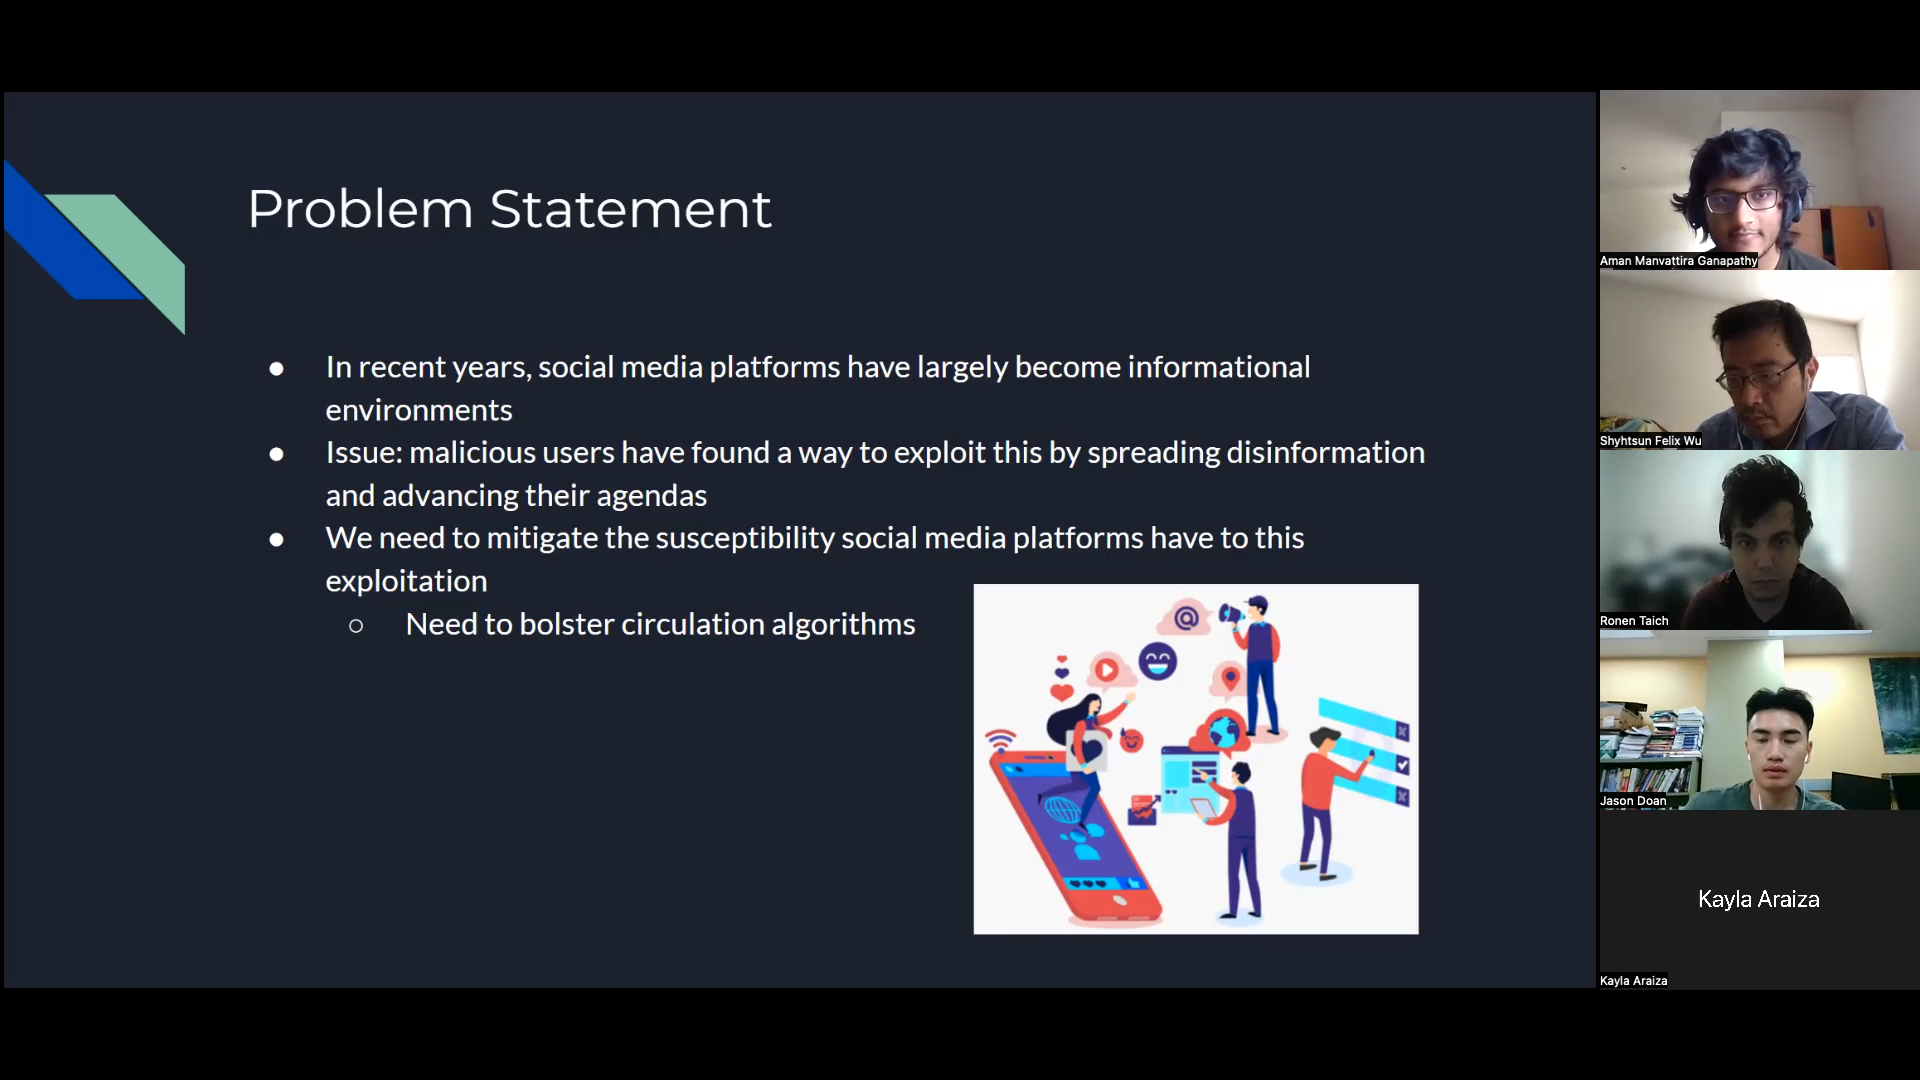 Problem Statement
● In recent years, social media platforms have largely become informational
environments
● Issue: malicious users have found a way to exploit this by spreading disinformation
and advancing their agendas
● We need to mitigate the susceptibility social media platforms have to this
exploitation
○ Need to bolster circulation algorithms
@
Aman Manvattira Ganapathy
Shyhtsun Felix Wu
Ronen Taich
Jason Doan
Kayla Araiza
Kayla Araiza